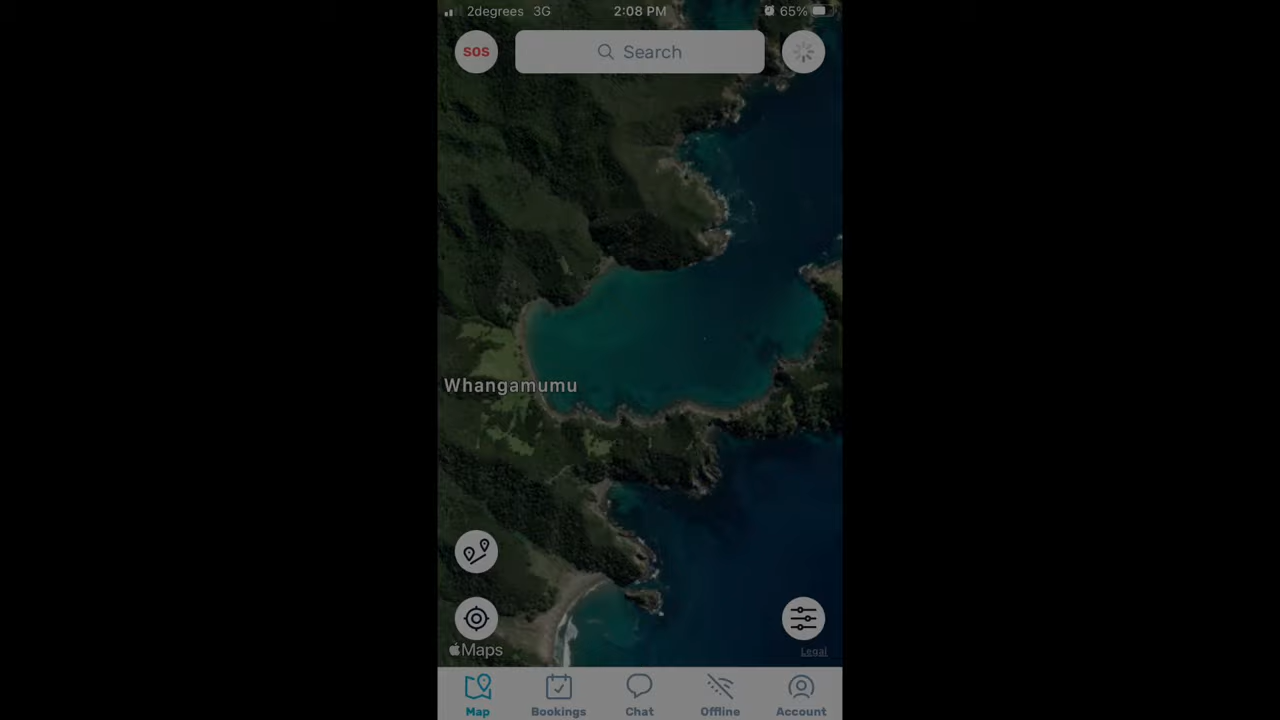 2degrees 3G 2:08 PM 65%
SOS
Search
Whangamumu
Maps
Legal
Map Bookings Chat Offline Account